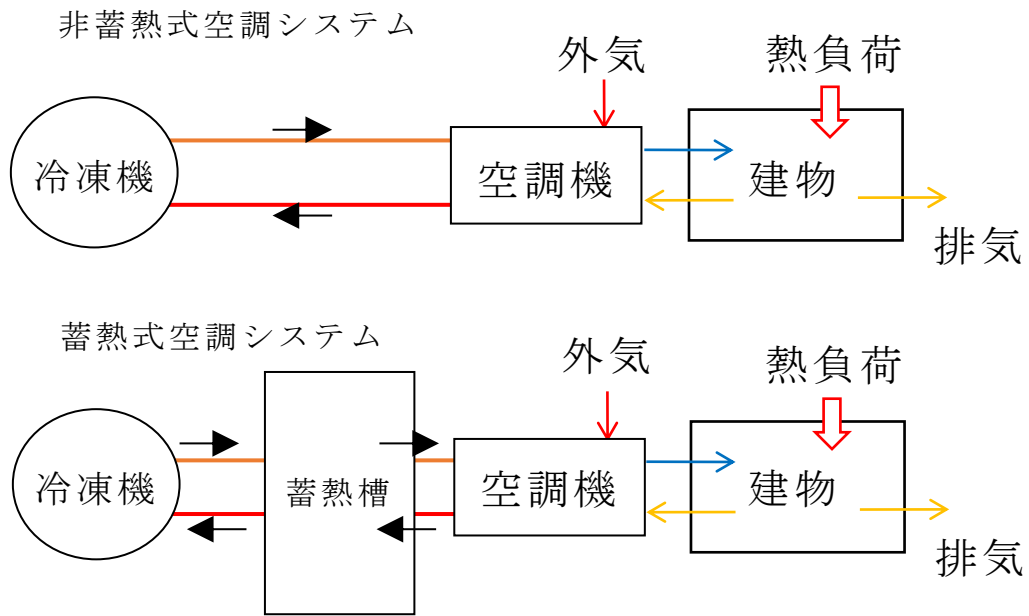 非蓄熱式空調システム
外気
熱負荷
冷凍機
空調機
建物
排気
蓄熱式空調システム
外気
熱負荷
冷凍機
蓄熱槽
空調機
建物
排気